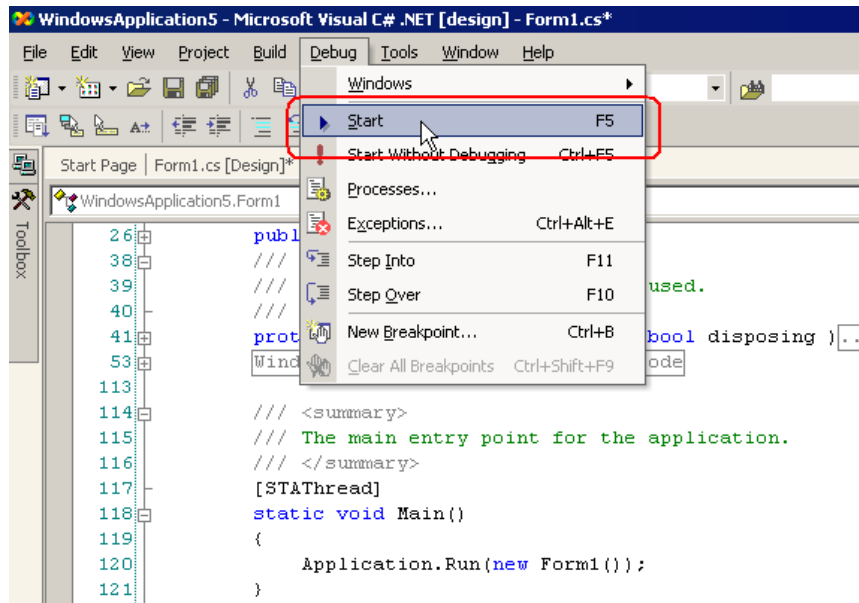 WindowsApplication5 - Microsoft Visual C# .NET [design] - Form1.cs*
File Edit View Project Build Debug Tools Window Help
Windows
Start F5
Start Without Debugging Ctrl+F5
Processes...
Exceptions... Ctrl+Alt+E
Step Into F11
Step Over F10
New Breakpoint... Ctrl+B
Clear All Breakpoints Ctrl+Shift+F9
Start Page Form1.cs [Design]*
WindowsApplication5.Form1
Toolbox
26 publ
38 ///
39 /// used.
40 ///
41 prot bool disposing )...
53 Wind ode
113
114 /// <summary>
115 /// The main entry point for the application.
116 /// </summary>
117 [STAThread]
118 static void Main()
119 {
120 Application.Run(new Form1());
121 }